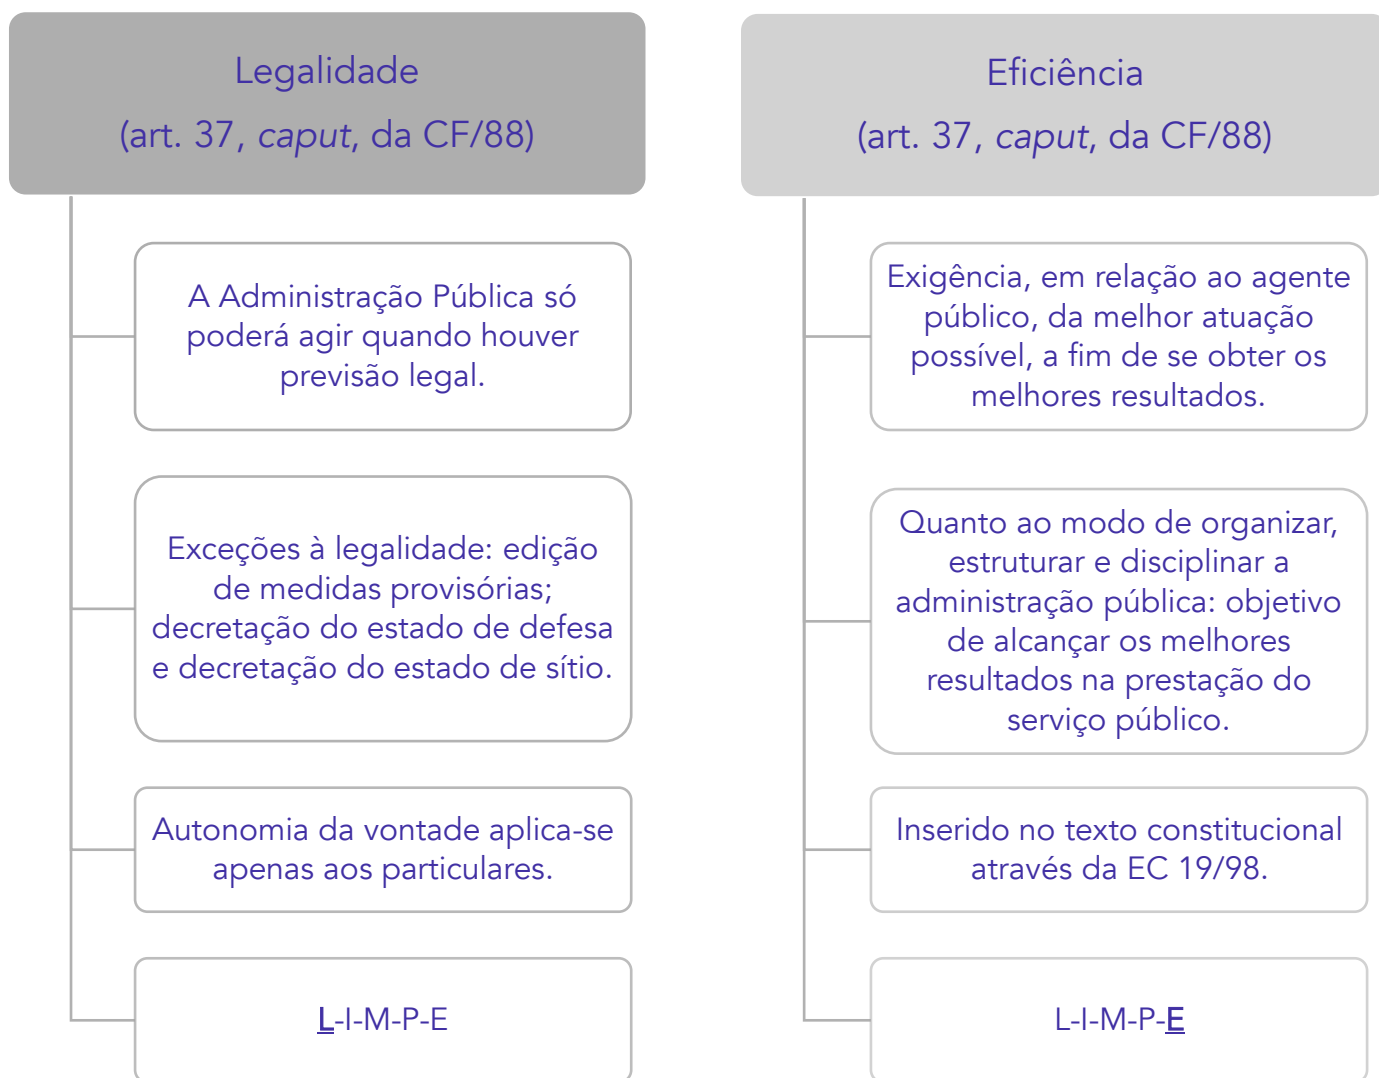 Legalidade
(art. 37, caput, da CF/88)
A Administração Pública só
poderá agir quando houver
previsão legal.
Exceções à legalidade: edição
de medidas provisórias;
decretação do estado de defesa
e decretação do estado de sítio.
Autonomia da vontade aplica-se
apenas aos particulares.
L-I-M-P-E
Eficiência
(art. 37, caput, da CF/88)
Exigência, em relação ao agente
público, da melhor atuação
possível, a fim de se obter os
melhores resultados.
Quanto ao modo de organizar,
estruturar e disciplinar a
administração pública: objetivo
de alcançar os melhores
resultados na prestação do
serviço público.
Inserido no texto constitucional
através da EC 19/98.
L-I-M-P-E